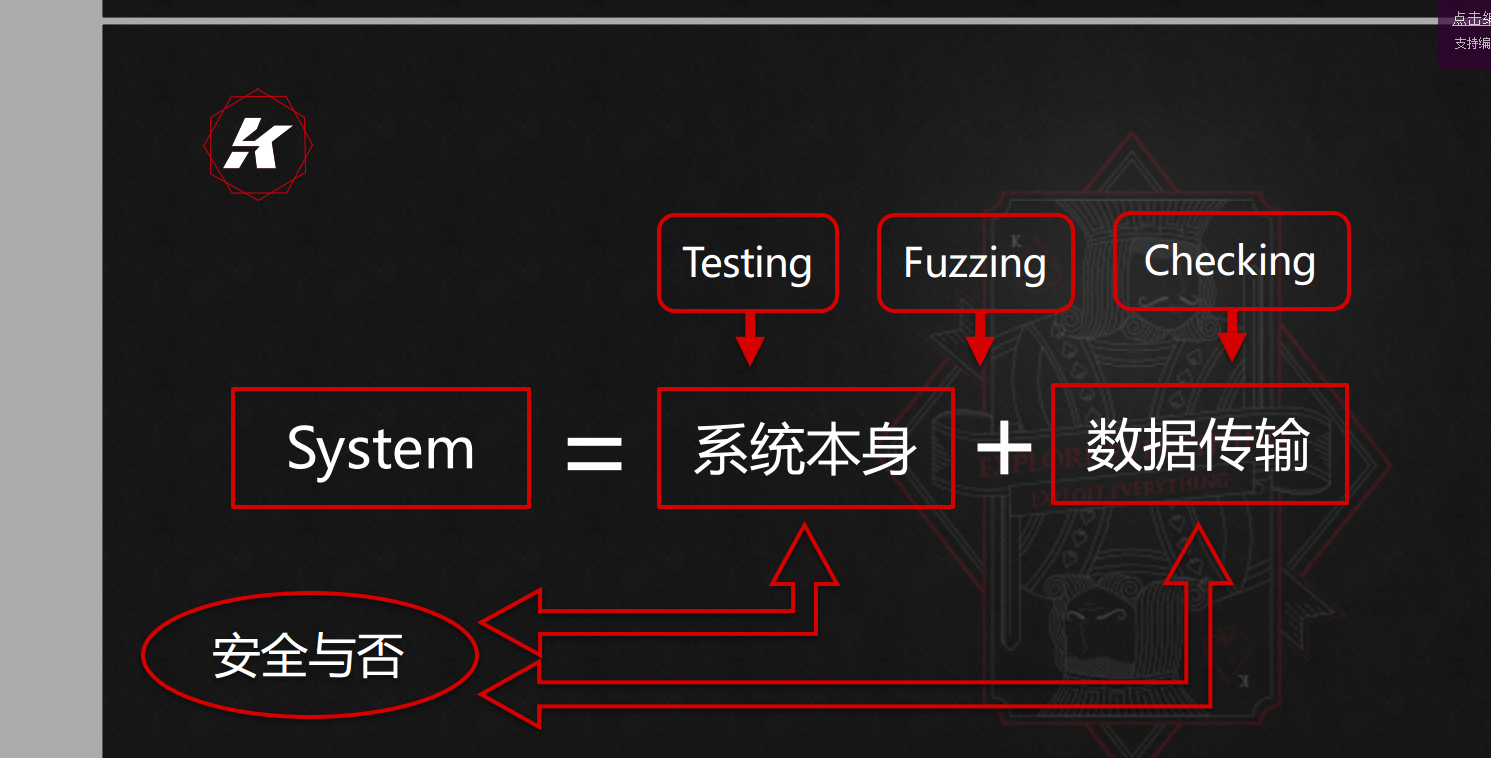 点击编
支持编
K
Testing
Fuzzing
Checking
System
=
系统本身
+
数据传输
EXPLOIT EVERYTHING
安全与否
K
K